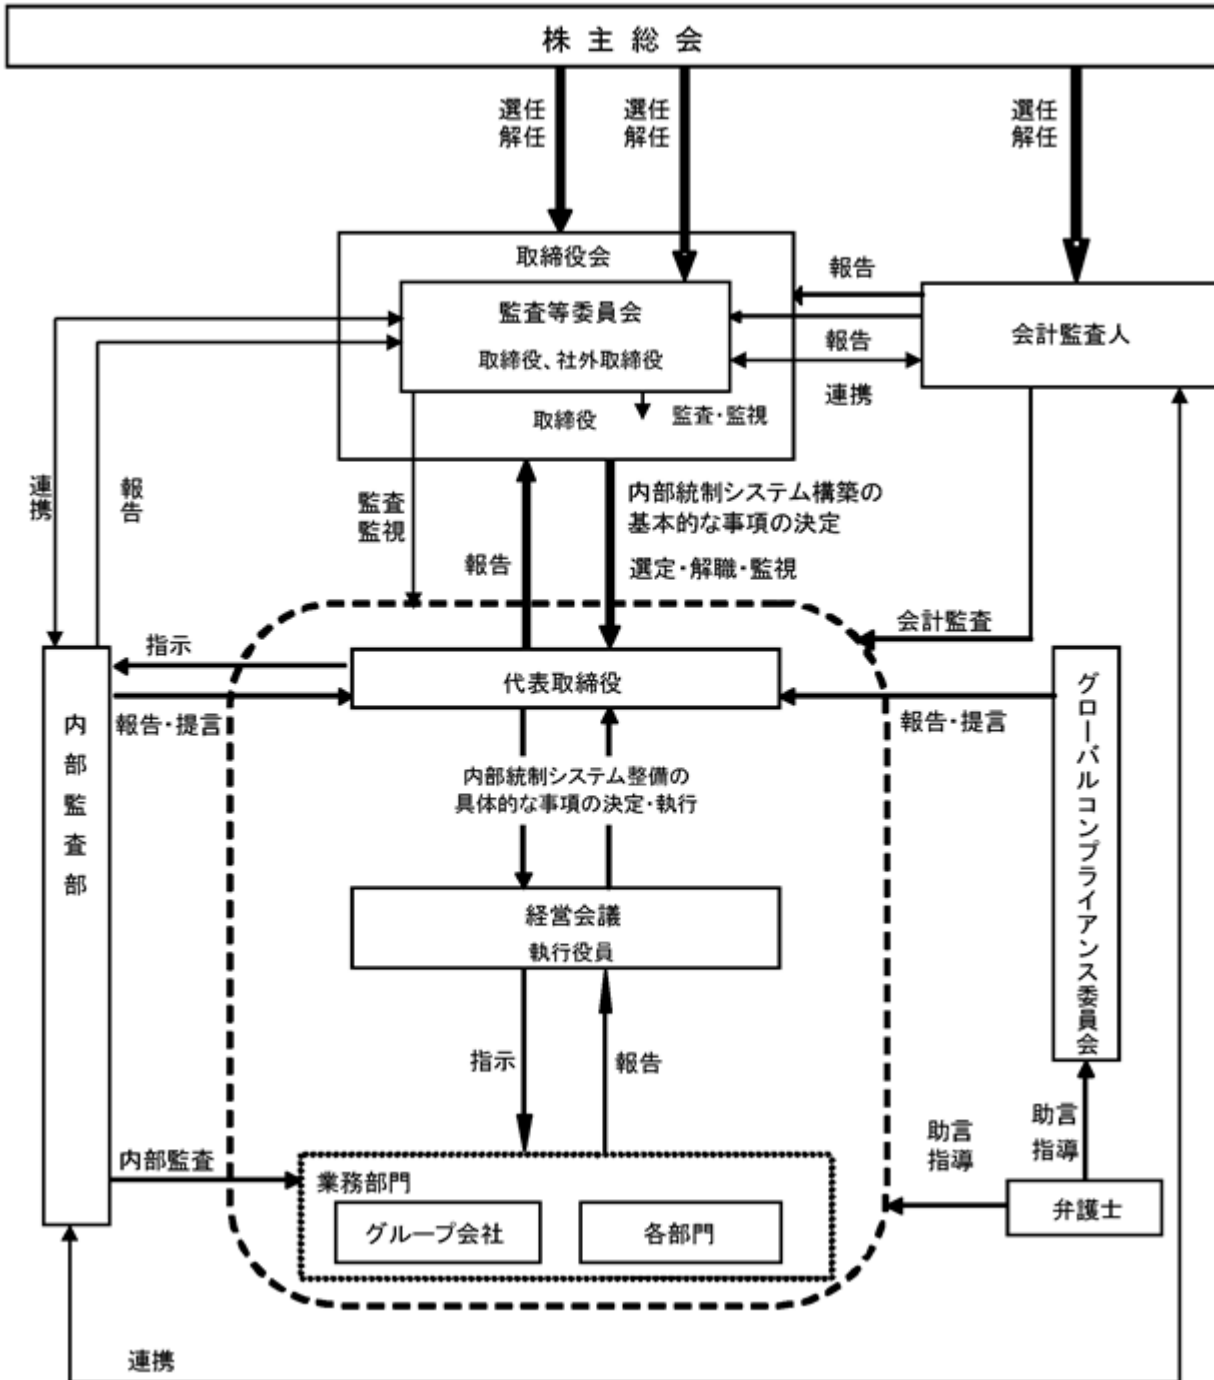 株主総会
選任
解任
選任
解任
選任
解任
取締役会
監査等委員会
取締役、社外取締役
取締役
監査・監視
報告
報告
連携
会計監査人
連携
報告
監査
監視
報告
内部統制システム構築の
基本的な事項の決定
選定・解職・監視
会計監査
指示
代表取締役
報告・提言
報告・提言
内部監査部
グローバルコンプライアンス委員会
内部統制システム整備の
具体的な事項の決定・執行
経営会議
執行役員
指示
報告
助言
指導
助言
指導
内部監査
業務部門
グループ会社
各部門
弁護士
連携